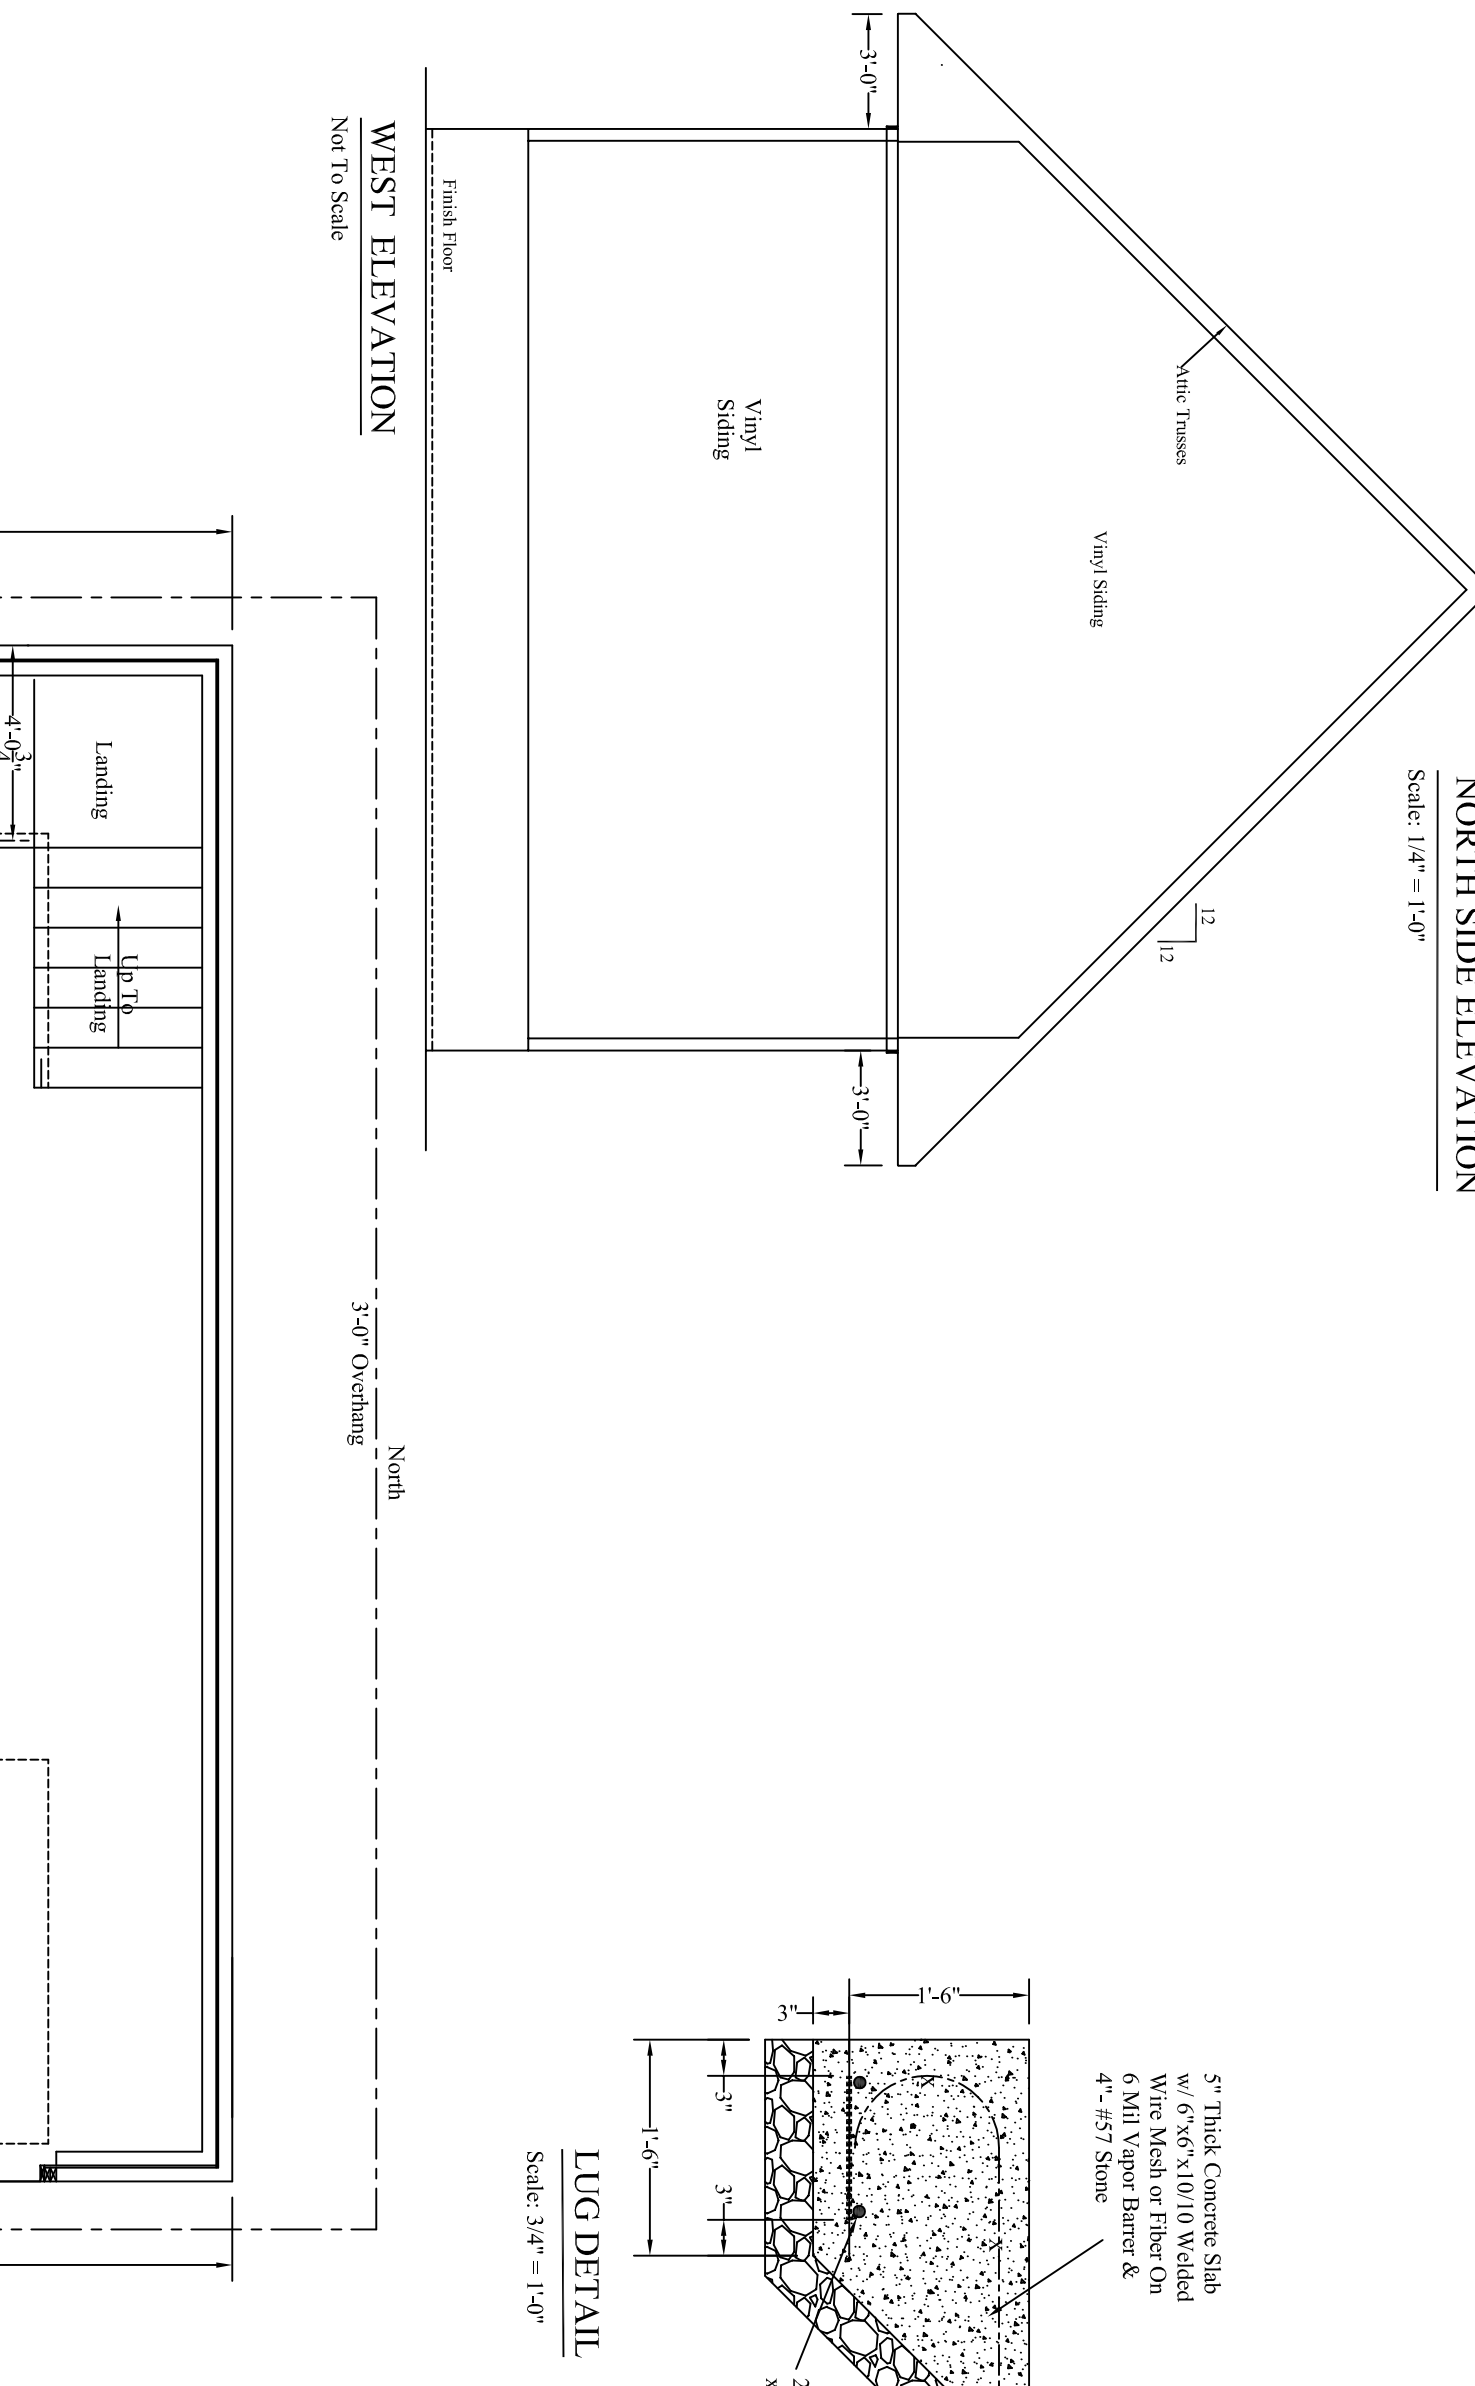 NORTH SIDE ELEVATION
Scale: 1/4" = 1'-0"
Attic Trusses
Vinyl Siding
12
12
3'-0"
3'-0"
Vinyl
Siding
Finish Floor
WEST ELEVATION
Not To Scale
5" Thick Concrete Slab
w/ 6"x6"x10/10 Welded
Wire Mesh or Fiber On
6 Mil Vapor Barrer &
4"- #57 Stone
1'-6"
3"
3"
3"
1'-6"
X
X
2
x
LUG DETAIL
Scale: 3/4" = 1'-0"
North
3'-0" Overhang
Landing
Up To
Landing
4'-0 3/4"